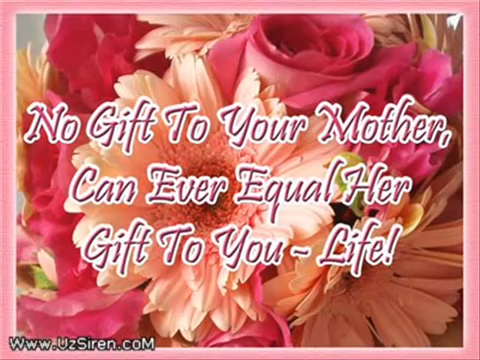 No Gift To Your Mother,
Can Ever Equal Her
Gift To You - Life!
Www.UzSiren.coM